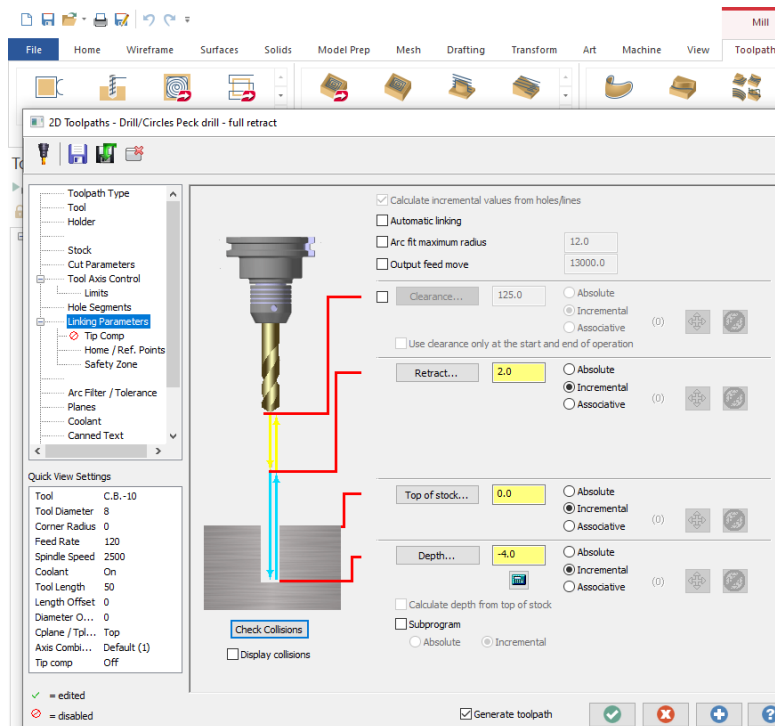 Mill
File Home Wireframe Surfaces Solids Model Prep Mesh Drafting Transform Art Machine View Toolpath
2D Toolpaths - Drill/Circles Peck drill - full retract
To
Toolpath Type
Tool
Holder
Stock
Cut Parameters
Tool Axis Control
Limits
Hole Segments
Linking Parameters
Tip Comp
Home / Ref. Points
Safety Zone
Arc Filter / Tolerance
Planes
Coolant
Canned Text
Quick View Settings
Tool C.B.-10
Tool Diameter 8
Corner Radius 0
Feed Rate 120
Spindle Speed 2500
Coolant On
Tool Length 50
Length Offset 0
Diameter O... 0
Cplane / Tpl... Top
Axis Combi... Default (1)
Tip comp Off
= edited
= disabled
Check Collisions
Display collisions
Calculate incremental values from holes/lines
Automatic linking
Arc fit maximum radius 12.0
Output feed move 13000.0
Clearance... 125.0 Absolute
Incremental
Associative (0)
Use clearance only at the start and end of operation
Retract... 2.0 Absolute
Incremental
Associative (0)
Top of stock... 0.0 Absolute
Incremental
Associative (0)
Depth... -4.0 Absolute
Incremental
Associative (0)
Calculate depth from top of stock
Subprogram
Absolute Incremental
Generate toolpath